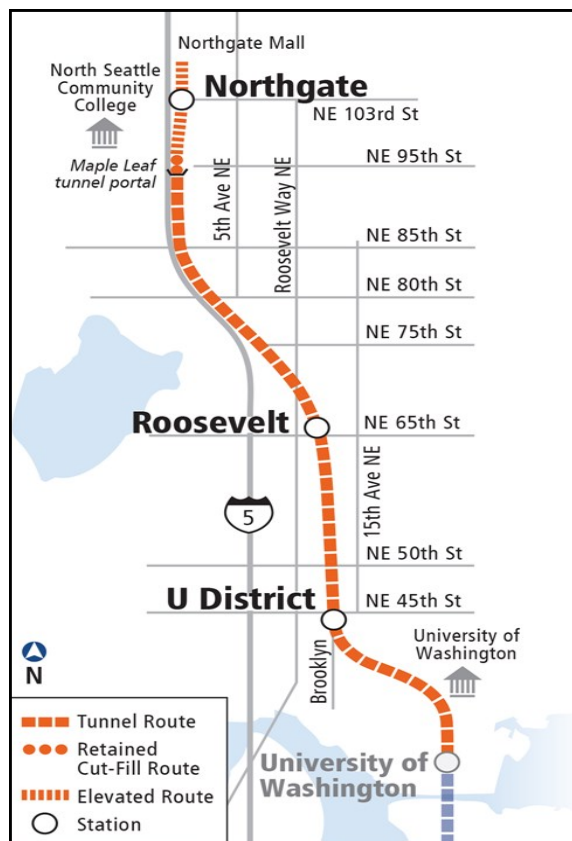 Northgate Mall
North Seattle
Community
College
Northgate
NE 103rd St
Maple Leaf
tunnel portal
NE 95th St
5th Ave NE
Roosevelt Way NE
NE 85th St
NE 80th St
NE 75th St
Roosevelt
NE 65th St
15th Ave NE
5
NE 50th St
U District
NE 45th St
University of
Washington
Brooklyn
N
Tunnel Route
Retained
Cut-Fill Route
Elevated Route
Station
University of
Washington